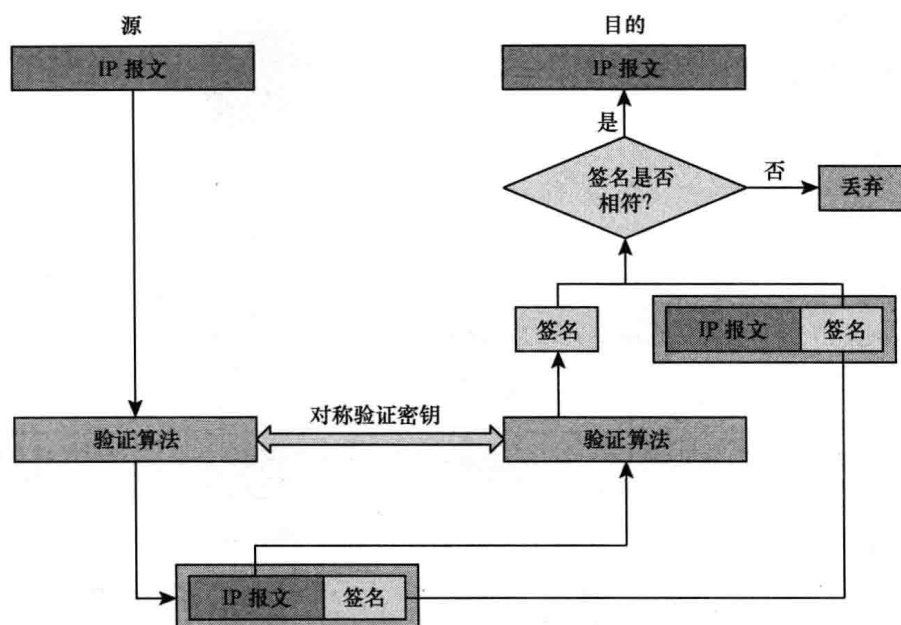 源
目的
IP 报文
IP 报文
是
签名是否
相符?
否
丢弃
签名
IP 报文
签名
对称验证密钥
验证算法
验证算法
IP 报文
签名